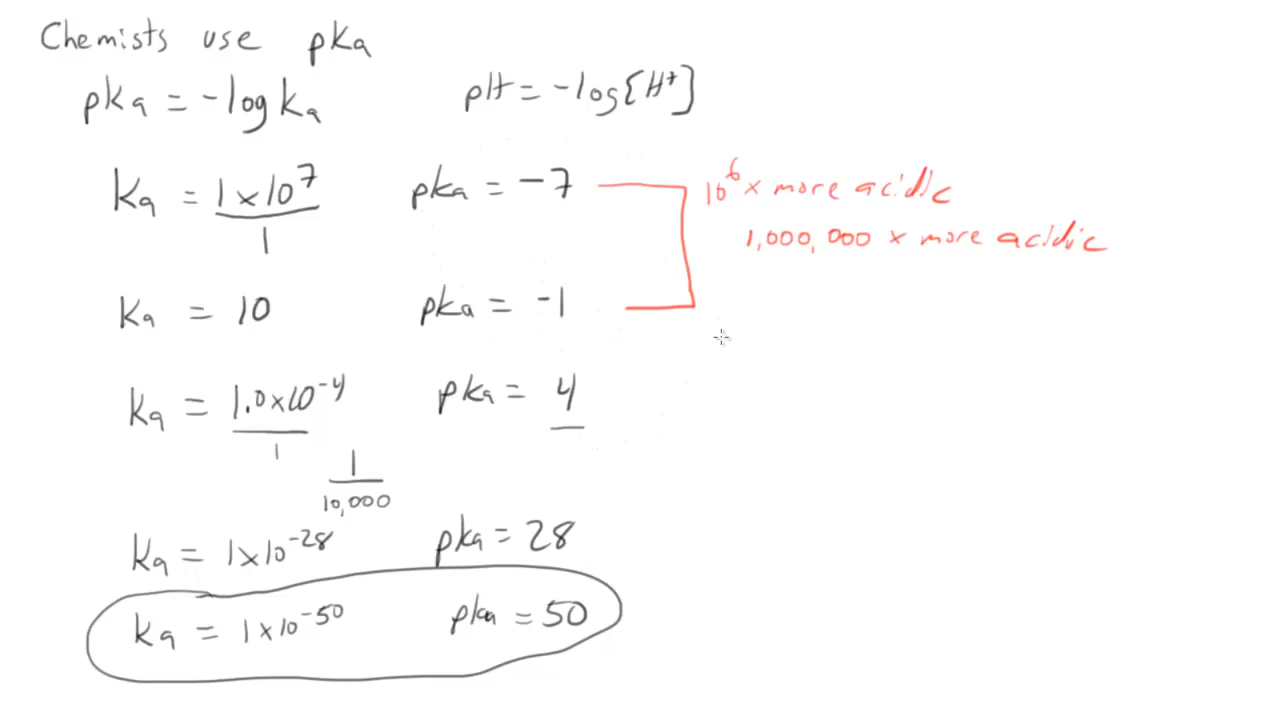 Chemists use pka
pka = -log ka pH = -log[H+]
Ka = 1 x 10^7 / 1 pka = -7 10^6 x more acidic
1,000,000 x more acidic
Ka = 10 pka = -1
Ka = 1.0 x 10^-4 / 1 pka = 4
1 / 10,000
ka = 1 x 10^-28 pka = 28
ka = 1 x 10^-50 pka = 50